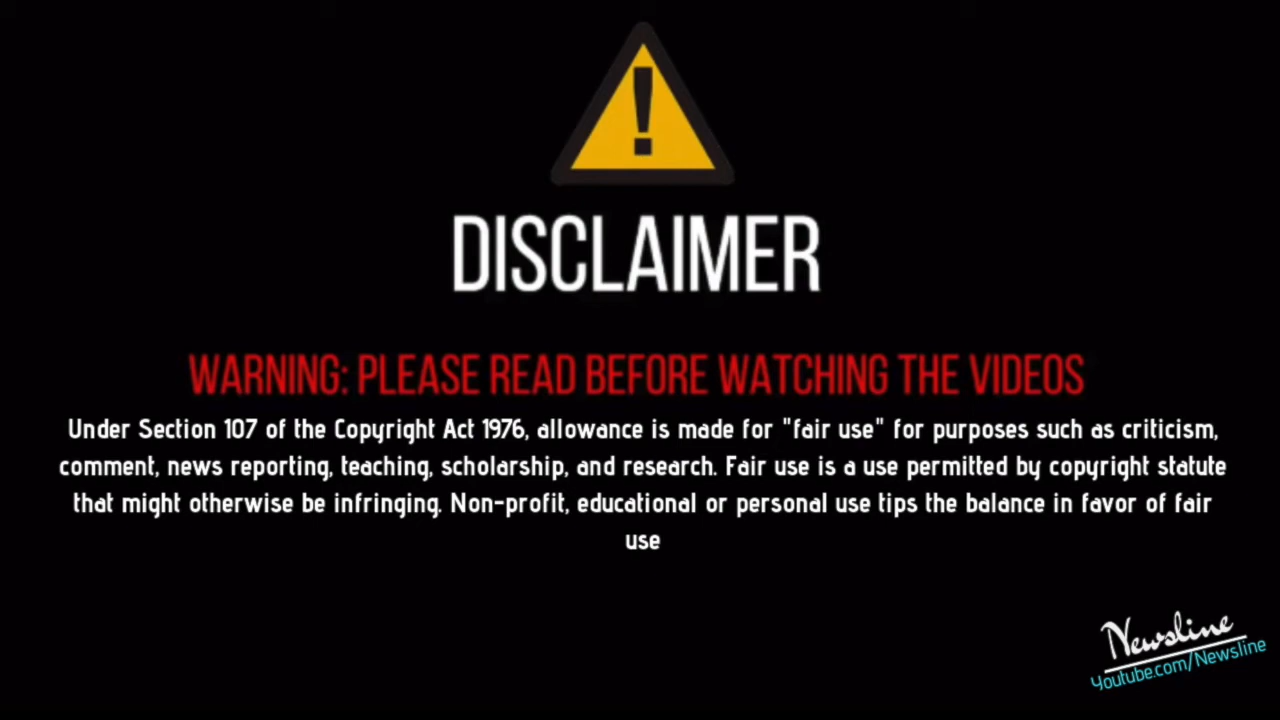 !
DISCLAIMER
WARNING: PLEASE READ BEFORE WATCHING THE VIDEOS
Under Section 107 of the Copyright Act 1976, allowance is made for "fair use" for purposes such as criticism,
comment, news reporting, teaching, scholarship, and research. Fair use is a use permitted by copyright statute
that might otherwise be infringing. Non-profit, educational or personal use tips the balance in favor of fair
use
Newsline
Youtube.com/Newsline